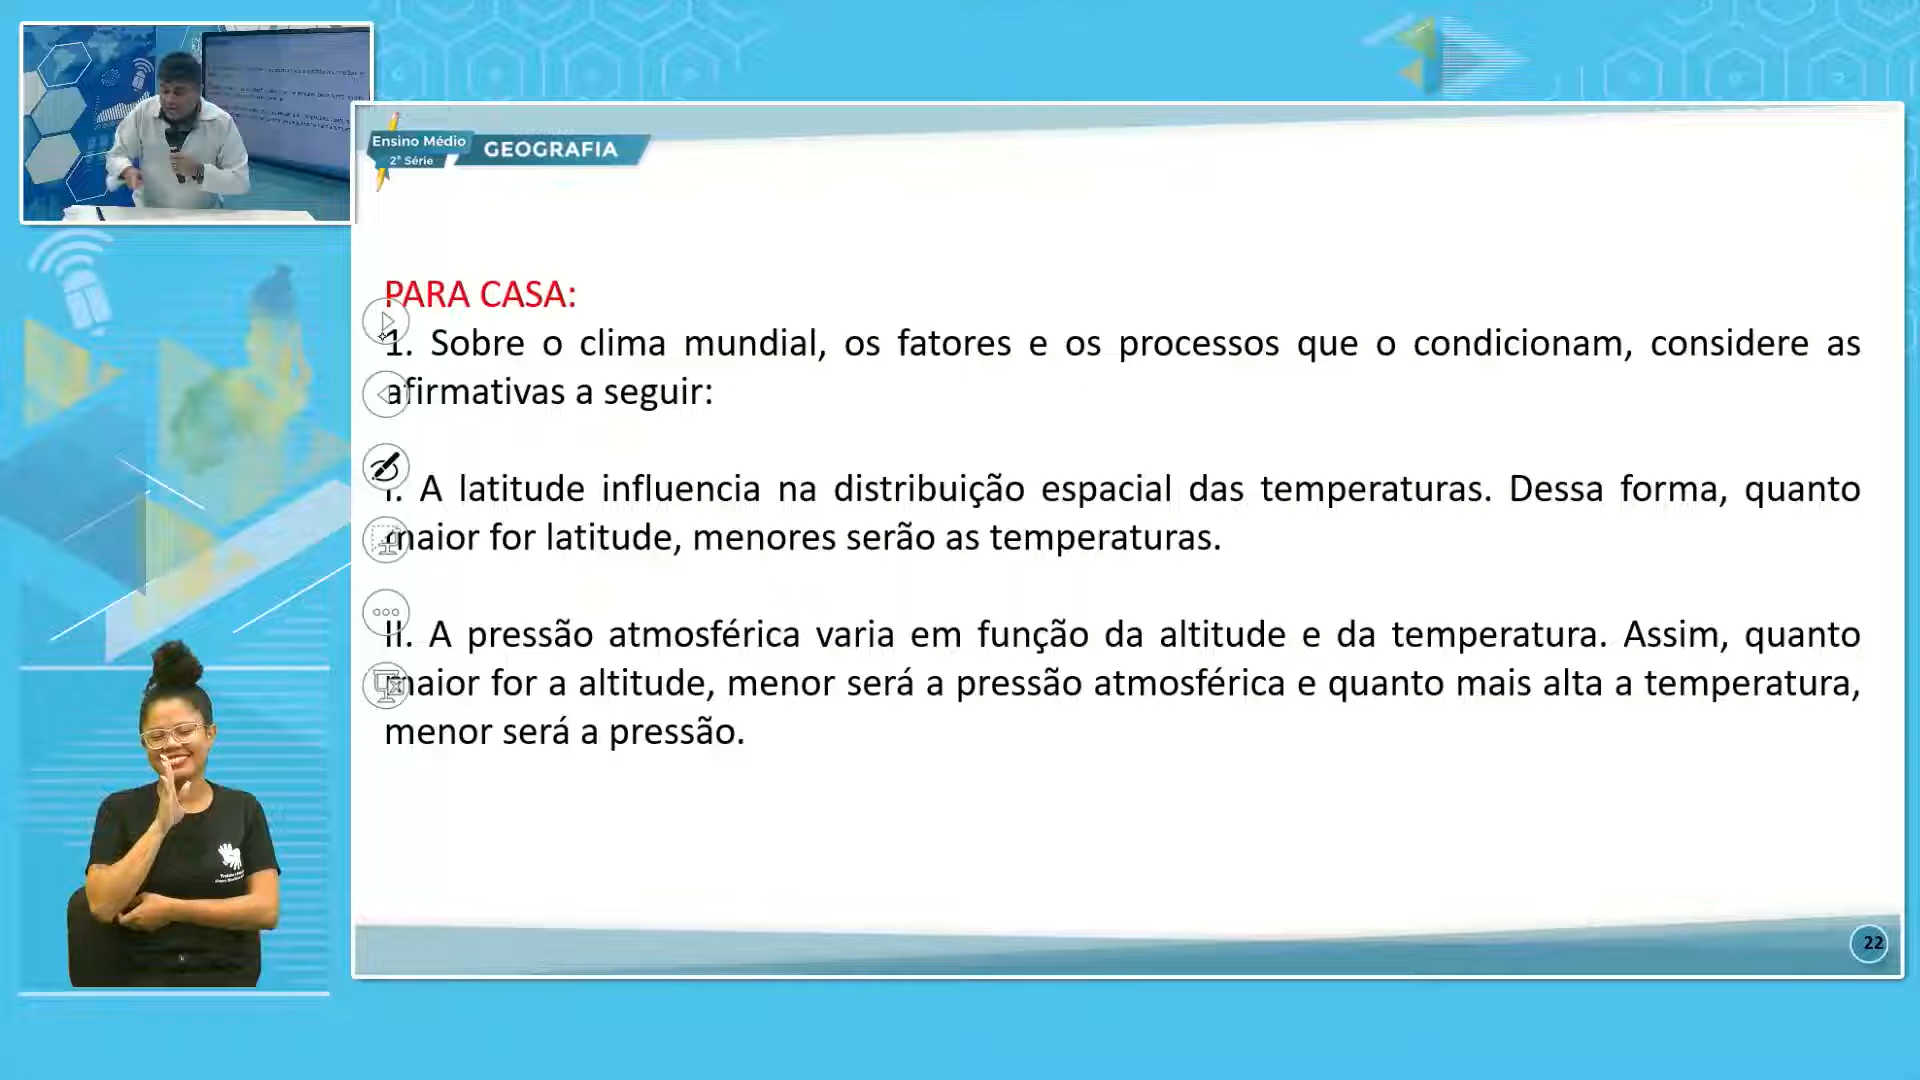 Ensino Médio
2ª Série
GEOGRAFIA
PARA CASA:
1. Sobre o clima mundial, os fatores e os processos que o condicionam, considere as
afirmativas a seguir:
I. A latitude influencia na distribuição espacial das temperaturas. Dessa forma, quanto
maior for latitude, menores serão as temperaturas.
II. A pressão atmosférica varia em função da altitude e da temperatura. Assim, quanto
maior for a altitude, menor será a pressão atmosférica e quanto mais alta a temperatura,
menor será a pressão.
22